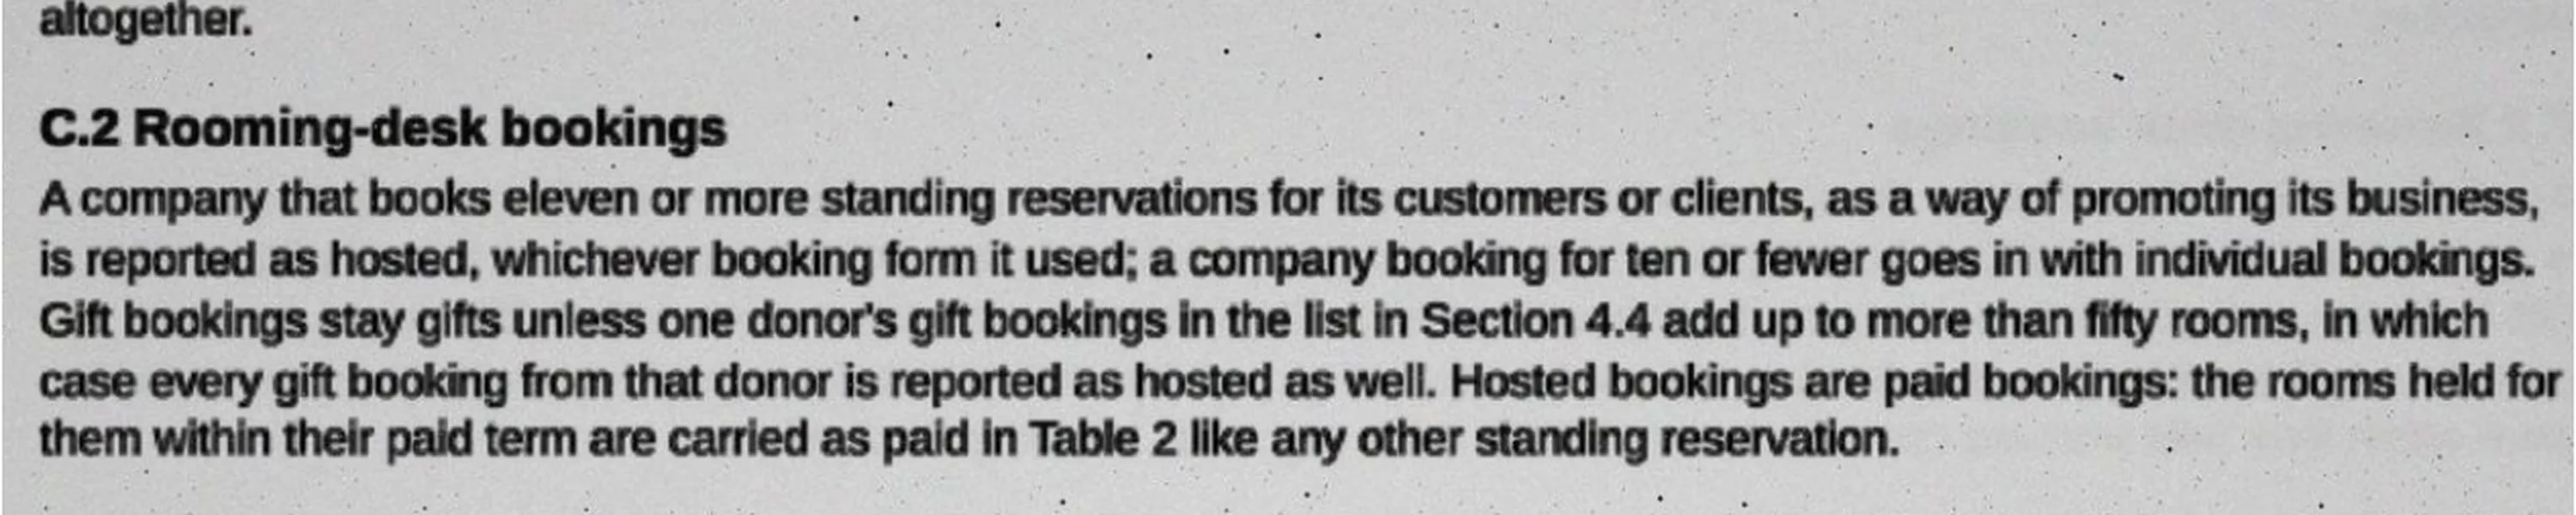 altogether.
C.2 Rooming-desk bookings
A company that books eleven or more standing reservations for its customers or clients, as a way of promoting its business,
is reported as hosted, whichever booking form it used; a company booking for ten or fewer goes in with individual bookings.
Gift bookings stay gifts unless one donor's gift bookings in the list in Section 4.4 add up to more than fifty rooms, in which
case every gift booking from that donor is reported as hosted as well. Hosted bookings are paid bookings: the rooms held for
them within their paid term are carried as paid in Table 2 like any other standing reservation.